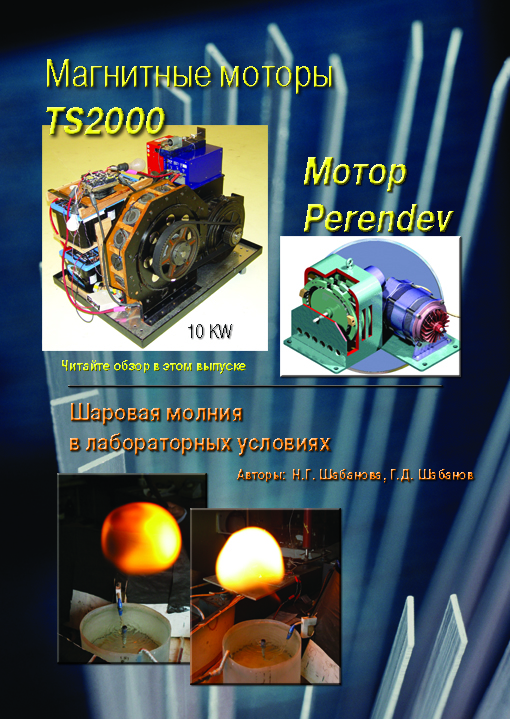 Магнитные моторы
TS2000
Мотор
Perendev
10 KW
Читайте обзор в этом выпуске
Шаровая молния
в лабораторных условиях
Авторы: Н.Г. Шабанова, Г.Д. Шабанов